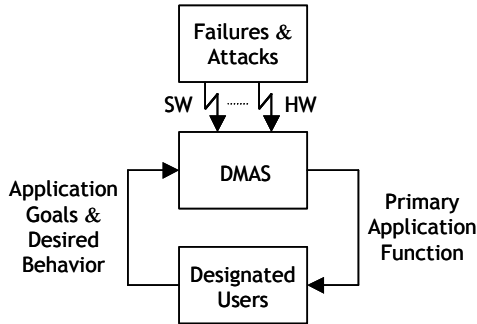 Failures &
Attacks
SW
HW
DMAS
Application
Goals &
Desired
Behavior
Primary
Application
Function
Designated
Users